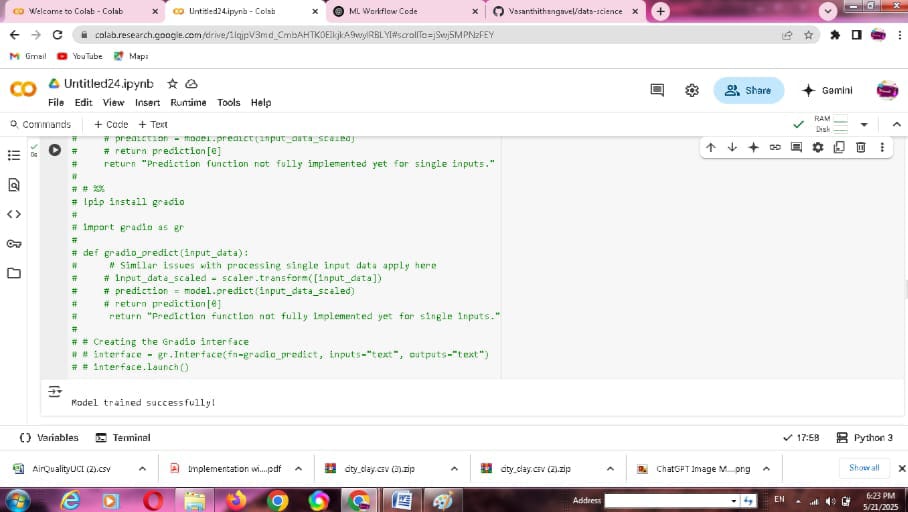 Welcome to Colab - Colab
Untitled24.ipynb - Colab
ML Workflow Code
Vasanthithangavel/data-science
colab.research.google.com/drive/
Gmail
YouTube
Maps
Untitled24.ipynb
File Edit View Insert Runtime Tools Help
Share
Gemini
Commands + Code + Text
RAM
Disk
0s
# # prediction = model.predict(input_data_scaled)
# # return prediction[0]
# return "Prediction function not fully implemented yet for single inputs."
#
# # %%
# !pip install gradio
#
# import gradio as gr
#
# def gradio_predict(input_data):
# # Similar issues with processing single input data apply here
# # input_data_scaled = scaler.transform([input_data])
# # prediction = model.predict(input_data_scaled)
# # return prediction[0]
# return "Prediction function not fully implemented yet for single inputs."
#
# # Creating the Gradio interface
# # interface = gr.Interface(fn=gradio_predict, inputs="text", outputs="text")
# # interface.launch()
Model trained successfully!
Variables Terminal
17:58 Python 3
AirQualityUCI (2).csv
Implementation wi....pdf
city_day.csv (3).zip
city_day.csv (2).zip
ChatGPT Image M....png
Show all
Address
EN
6:23 PM
5/21/2025